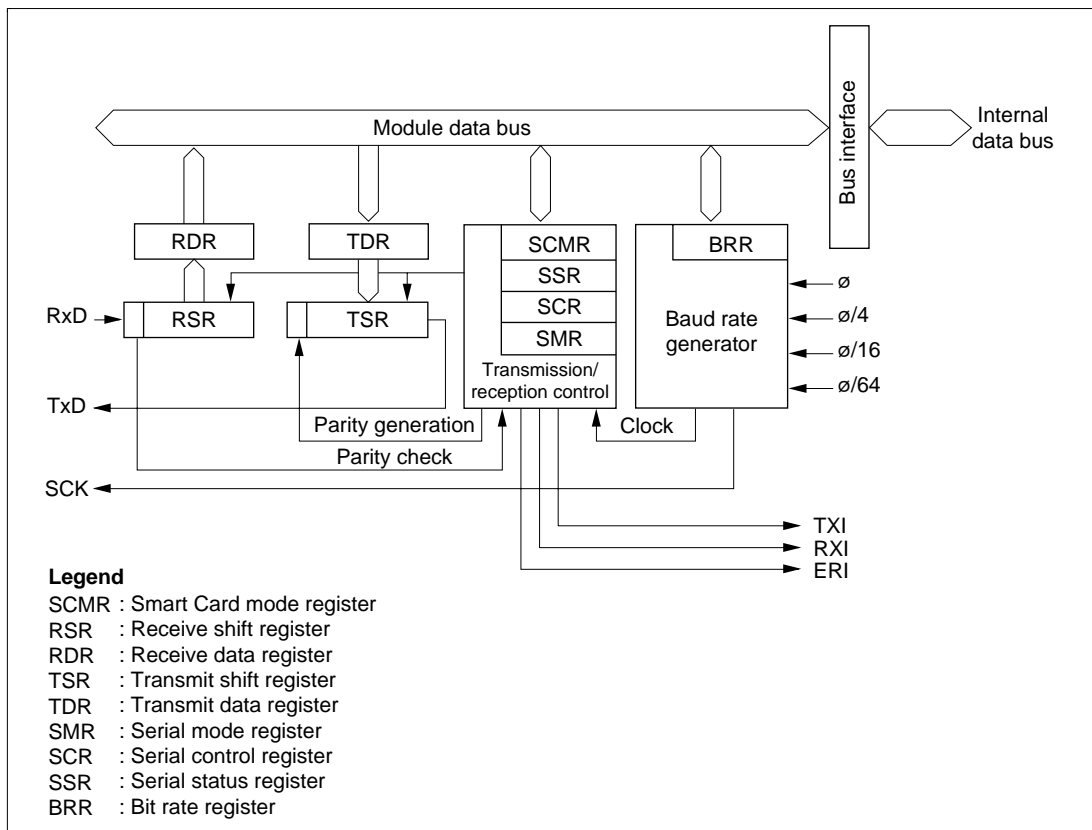 Module data bus
Bus interface
Internal
data bus
RDR
TDR
SCMR
SSR
SCR
SMR
Transmission/
reception control
BRR
Baud rate
generator
ø
ø/4
ø/16
ø/64
RxD
RSR
TSR
TxD
Parity generation
Parity check
Clock
SCK
TXI
RXI
ERI
Legend
SCMR : Smart Card mode register
RSR : Receive shift register
RDR : Receive data register
TSR : Transmit shift register
TDR : Transmit data register
SMR : Serial mode register
SCR : Serial control register
SSR : Serial status register
BRR : Bit rate register